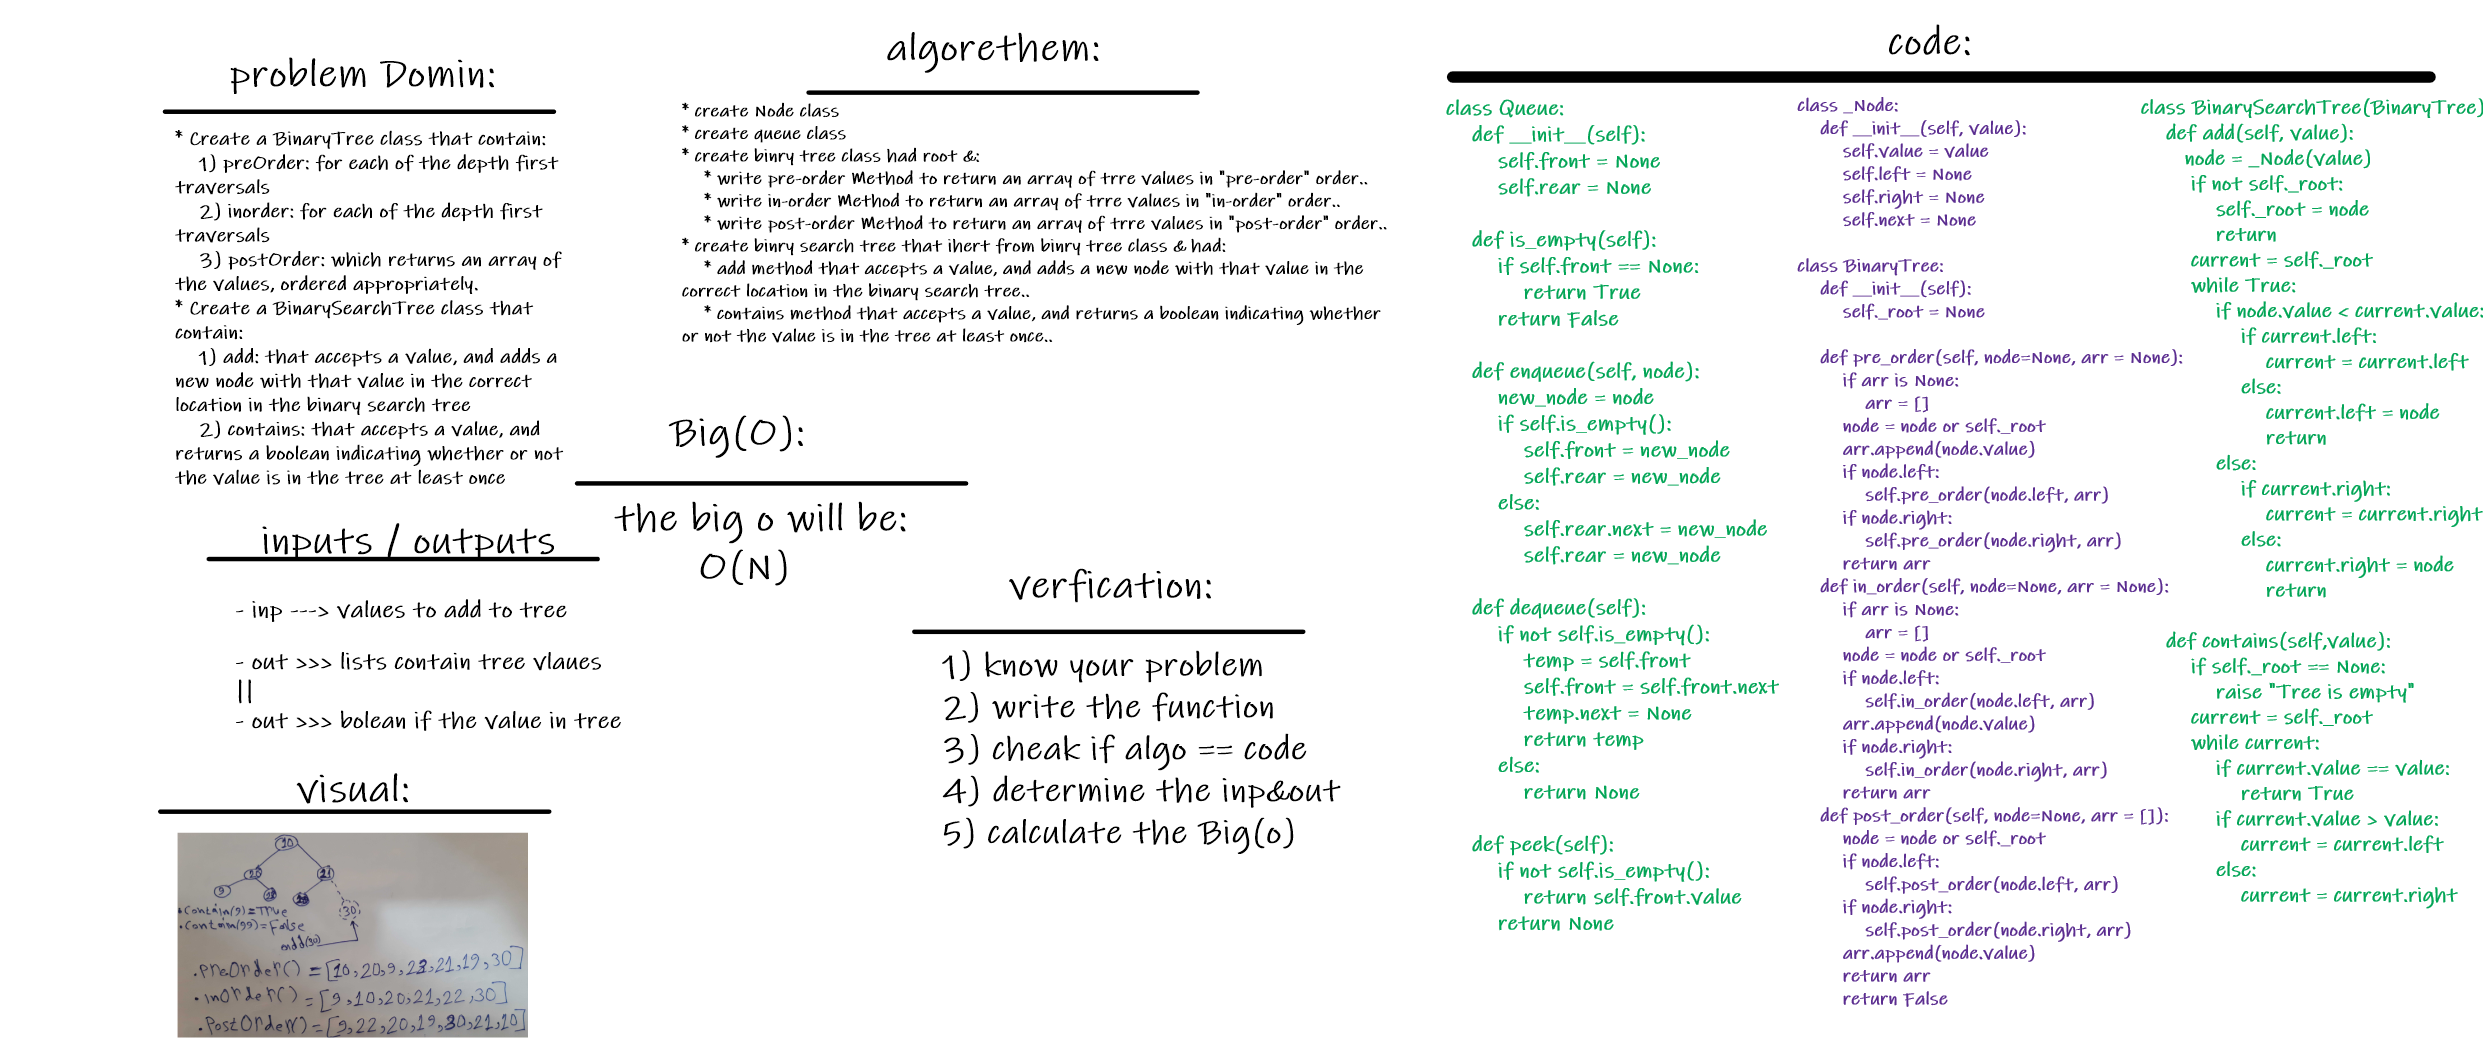 problem Domin:
* Create a BinaryTree class that contain:
1) preOrder: for each of the depth first
traversals
2) inorder: for each of the depth first
traversals
3) postOrder: which returns an array of
the values, ordered appropriately.
* Create a BinarySearchTree class that
contain:
1) add: that accepts a value, and adds a
new node with that value in the correct
location in the binary search tree
2) contains: that accepts a value, and
returns a boolean indicating whether or not
the value is in the tree at least once
inputs / outputs
- inp ---> values to add to tree
- out >>> lists contain tree vlaues
||
- out >>> bolean if the value in tree
visual:
10
9
21
30
.Contain(9)=True
.Contain(99)=False
add(30)
.PreOrder() = [10,20,9,22,21,19,30]
.inOrder() = [9,10,20,21,22,30]
.PostOrder() = [9,22,20,19,30,21,10]
algorethem:
* create Node class
* create queue class
* create binry tree class had root &:
* write pre-order Method to return an array of trre values in "pre-order" order..
* write in-order Method to return an array of trre values in "in-order" order..
* write post-order Method to return an array of trre values in "post-order" order..
* create binry search tree that ihert from binry tree class & had:
* add method that accepts a value, and adds a new node with that value in the
correct location in the binary search tree..
* contains method that accepts a value, and returns a boolean indicating whether
or not the value is in the tree at least once..
Big(O):
the big o will be:
O(N)
verfication:
1) know your problem
2) write the function
3) cheak if algo == code
4) determine the inp&out
5) calculate the Big(o)
code:
class Queue:
def __init__(self):
self.front = None
self.rear = None
def is_empty(self):
if self.front == None:
return True
return False
def enqueue(self, node):
new_node = node
if self.is_empty():
self.front = new_node
self.rear = new_node
else:
self.rear.next = new_node
self.rear = new_node
def dequeue(self):
if not self.is_empty():
temp = self.front
self.front = self.front.next
temp.next = None
return temp
else:
return None
def peek(self):
if not self.is_empty():
return self.front.value
return None
class _Node:
def __init__(self, value):
self.value = value
self.left = None
self.right = None
self.next = None
class BinaryTree:
def __init__(self):
self._root = None
def pre_order(self, node=None, arr = None):
if arr is None:
arr = []
node = node or self._root
arr.append(node.value)
if node.left:
self.pre_order(node.left, arr)
if node.right:
self.pre_order(node.right, arr)
return arr
def in_order(self, node=None, arr = None):
if arr is None:
arr = []
node = node or self._root
if node.left:
self.in_order(node.left, arr)
arr.append(node.value)
if node.right:
self.in_order(node.right, arr)
return arr
def post_order(self, node=None, arr = []):
node = node or self._root
if node.left:
self.post_order(node.left, arr)
if node.right:
self.post_order(node.right, arr)
arr.append(node.value)
return arr
return False
class BinarySearchTree(BinaryTree)
def add(self, value):
node = _Node(value)
if not self._root:
self._root = node
return
current = self._root
while True:
if node.value < current.value:
if current.left:
current = current.left
else:
current.left = node
return
else:
if current.right:
current = current.right
else:
current.right = node
return
def contains(self,value):
if self._root == None:
raise "Tree is empty"
current = self._root
while current:
if current.value == value:
return True
if current.value > value:
current = current.left
else:
current = current.right